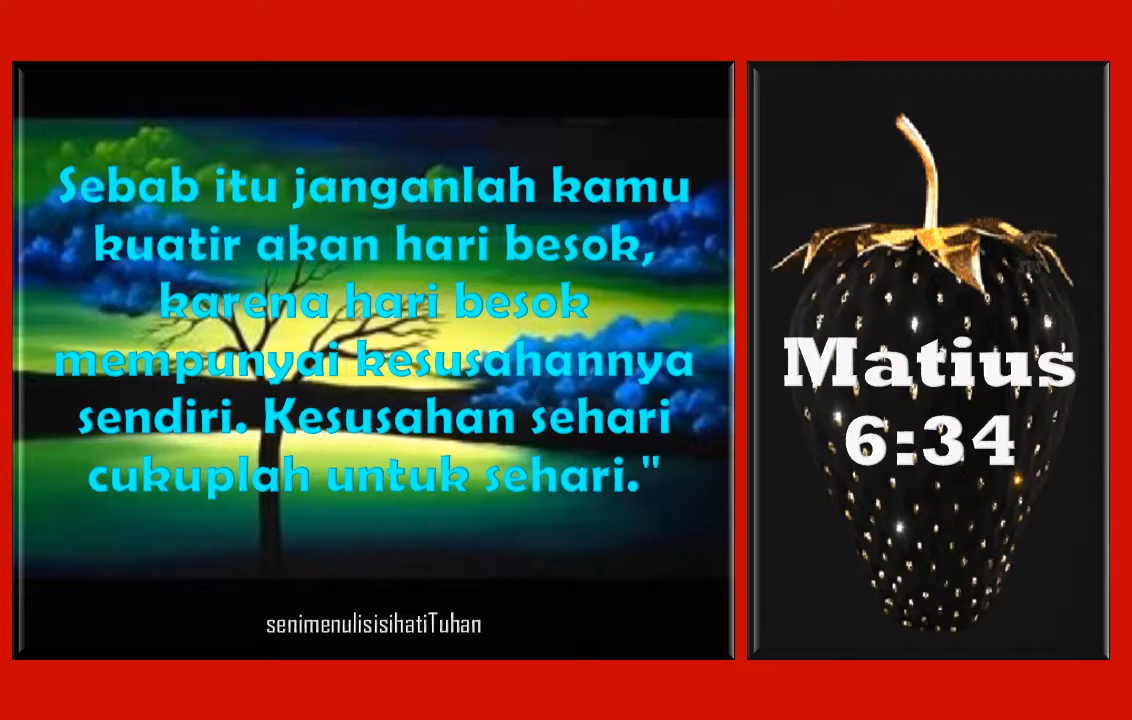 Sebab itu janganlah kamu
kuatir akan hari besok,
karena hari besok
mempunyai kesusahannya
sendiri. Kesusahan sehari
cukuplah untuk sehari."
senimenulisisihatiTuhan
Matius
6:34